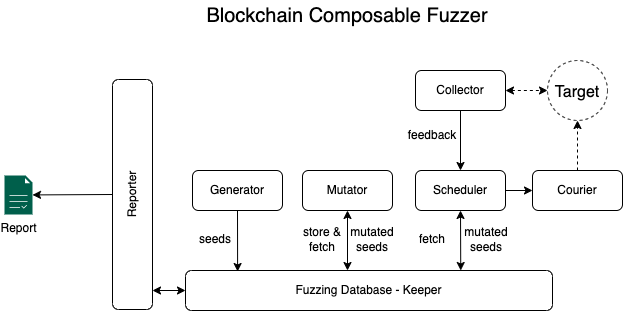 Blockchain Composable Fuzzer
Collector
Target
feedback
Reporter
Generator
Mutator
Scheduler
Courier
Report
seeds
store &
fetch
mutated
seeds
fetch
mutated
seeds
Fuzzing Database - Keeper